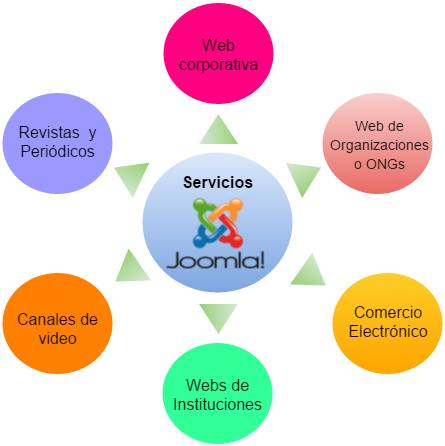 Web
corporativa
Revistas y
Periódicos
Web de
Organizaciones
o ONGs
Servicios
Joomla!
Canales de
video
Comercio
Electrónico
Webs de
Instituciones